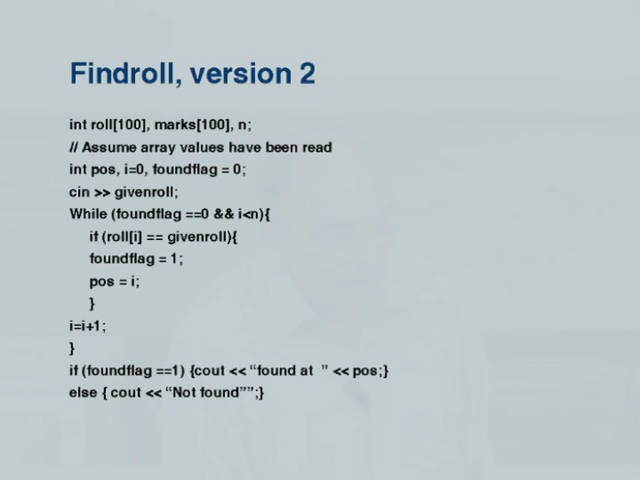 Findroll, version 2
int roll[100], marks[100], n;
// Assume array values have been read
int pos, i=0, foundflag = 0;
cin >> givenroll;
While (foundflag ==0 && i<n){
if (roll[i] == givenroll){
foundflag = 1;
pos = i;
}
i=i+1;
}
if (foundflag ==1) {cout << “found at  ” << pos;}
else { cout << “Not found””;}